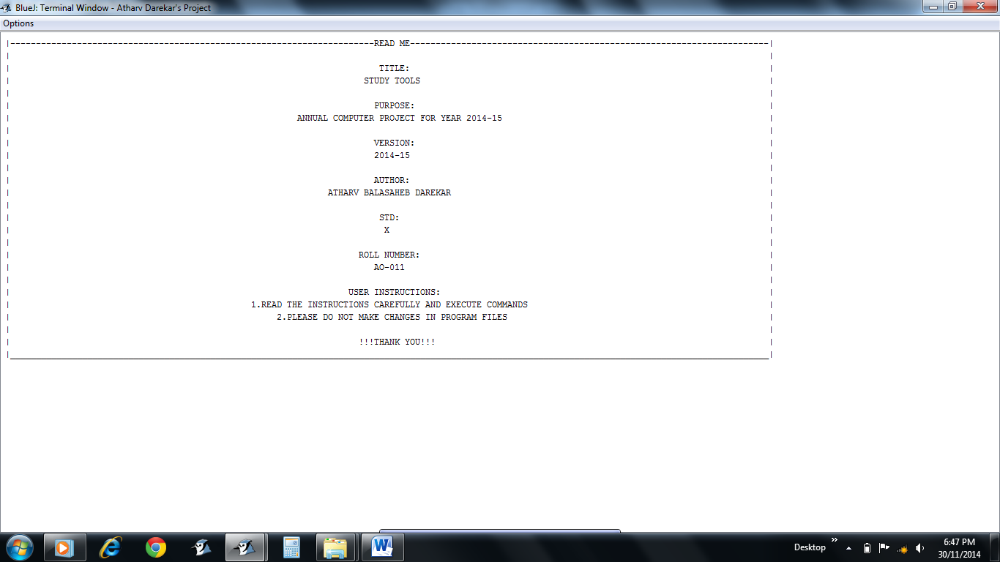 BlueJ: Terminal Window - Atharv Darekar's Project
Options
READ ME
TITLE:
STUDY TOOLS
PURPOSE:
ANNUAL COMPUTER PROJECT FOR YEAR 2014-15
VERSION:
2014-15
AUTHOR:
ATHARV BALASAHEB DAREKAR
STD:
X
ROLL NUMBER:
AO-011
USER INSTRUCTIONS:
1.READ THE INSTRUCTIONS CAREFULLY AND EXECUTE COMMANDS
2.PLEASE DO NOT MAKE CHANGES IN PROGRAM FILES
!!!THANK YOU!!!
Desktop
6:47 PM
30/11/2014